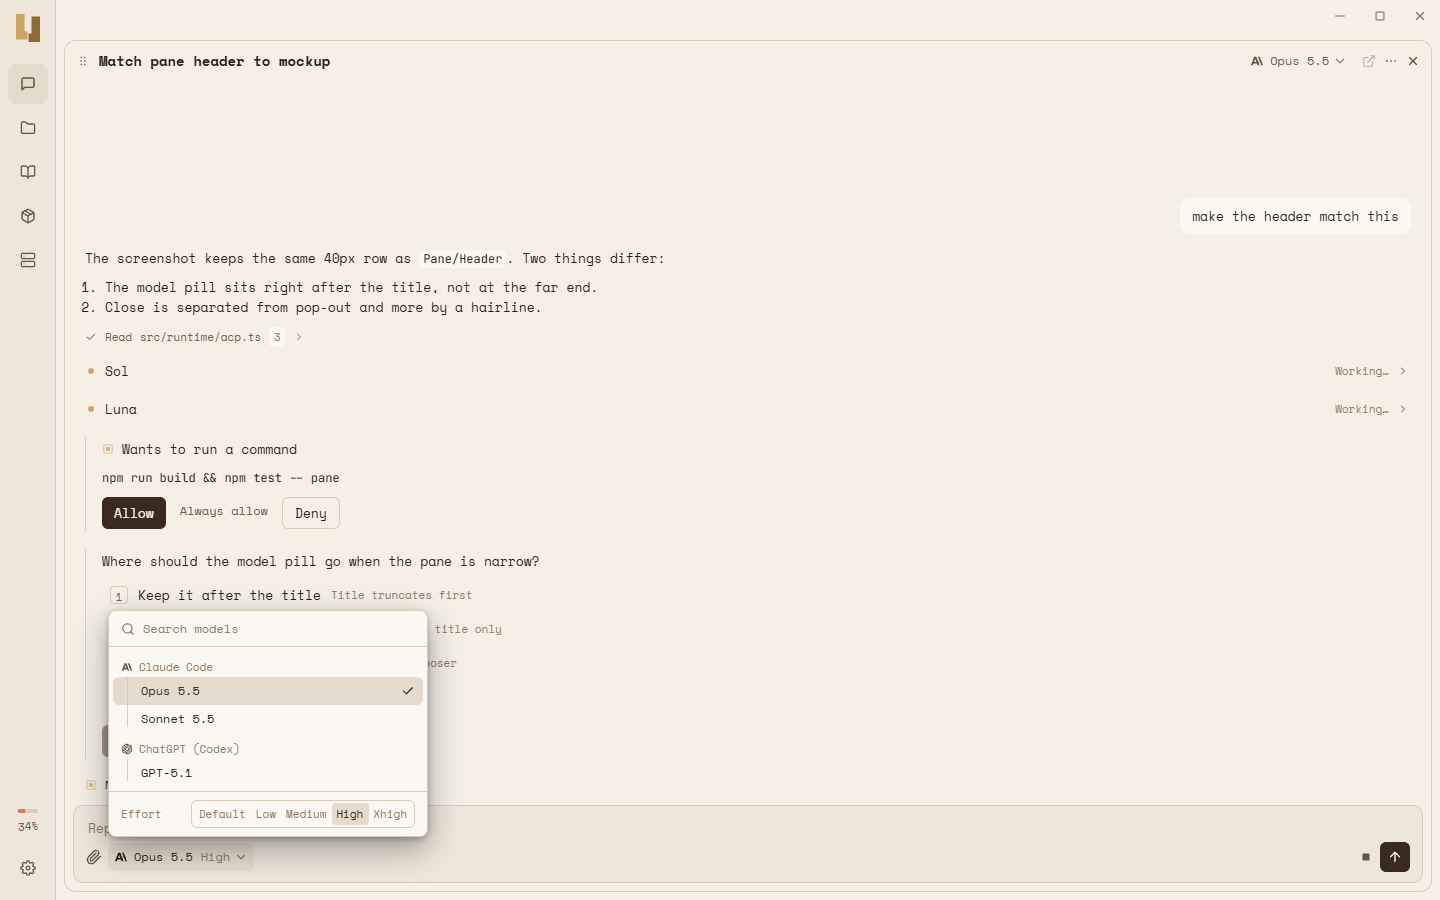 Match pane header to mockup
Opus 5.5
make the header match this
The screenshot keeps the same 40px row as Pane/Header. Two things differ:
1. The model pill sits right after the title, not at the far end.
2. Close is separated from pop-out and more by a hairline.
Read src/runtime/acp.ts 3
Sol Working…
Luna Working…
Wants to run a command
npm run build && npm test -- pane
Allow Always allow Deny
Where should the model pill go when the pane is narrow?
1 Keep it after the title Title truncates first
Search models
title only
Claude Code
Opus 5.5
Sonnet 5.5
ChatGPT (Codex)
GPT-5.1
Effort Default Low Medium High Xhigh
34%
Opus 5.5 High